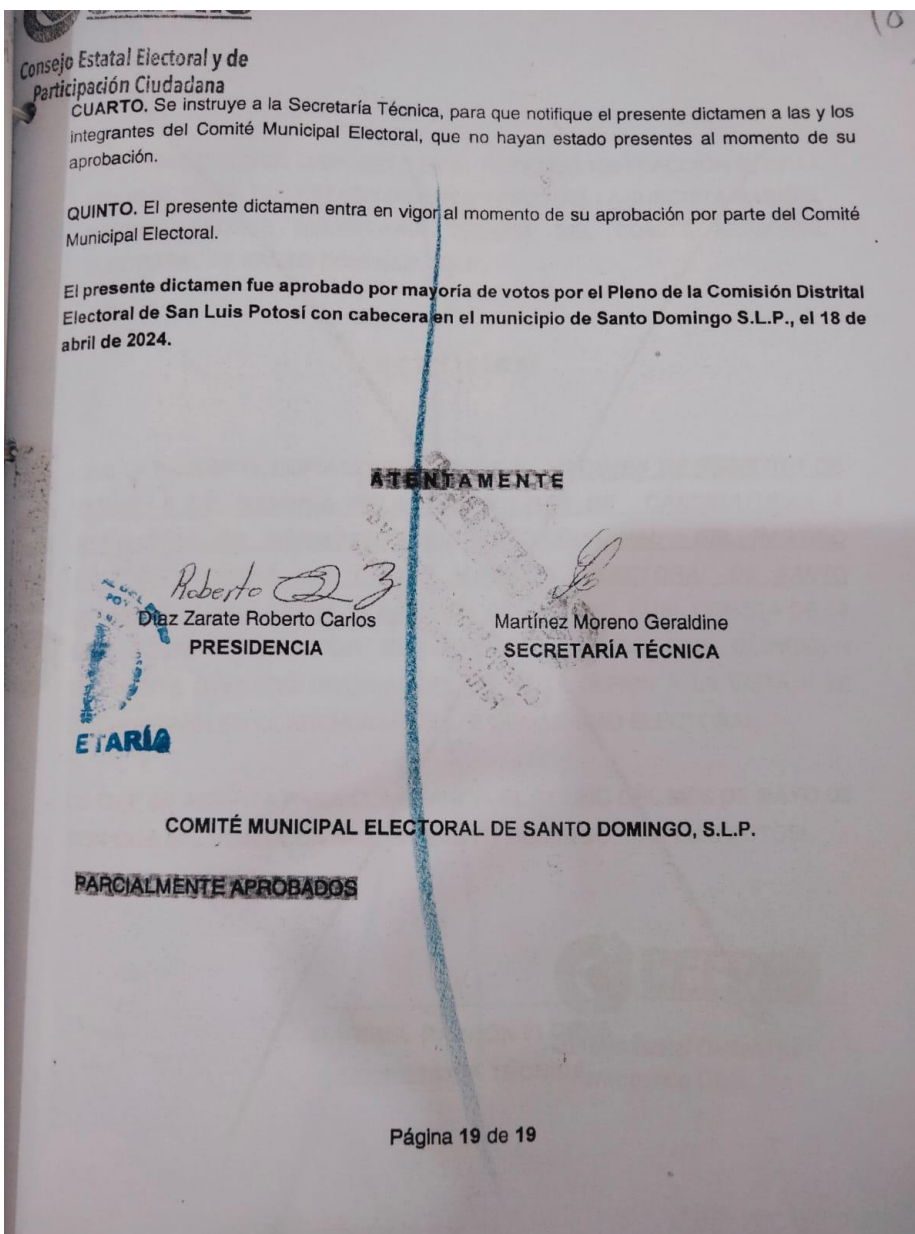 Consejo Estatal Electoral y de
Participación Ciudadana
CUARTO. Se instruye a la Secretaría Técnica, para que notifique el presente dictamen a las y los
integrantes del Comité Municipal Electoral, que no hayan estado presentes al momento de su
aprobación.
QUINTO. El presente dictamen entra en vigor al momento de su aprobación por parte del Comité
Municipal Electoral.
El presente dictamen fue aprobado por mayoría de votos por el Pleno de la Comisión Distrital
Electoral de San Luis Potosí con cabecera en el municipio de Santo Domingo S.L.P., el 18 de
abril de 2024.
ATENTAMENTE
Roberto
Díaz Zarate Roberto Carlos Martínez Moreno Geraldine
PRESIDENCIA SECRETARÍA TÉCNICA
ETARÍA
COMITÉ MUNICIPAL ELECTORAL DE SANTO DOMINGO, S.L.P.
PARCIALMENTE APROBADOS
Página 19 de 19